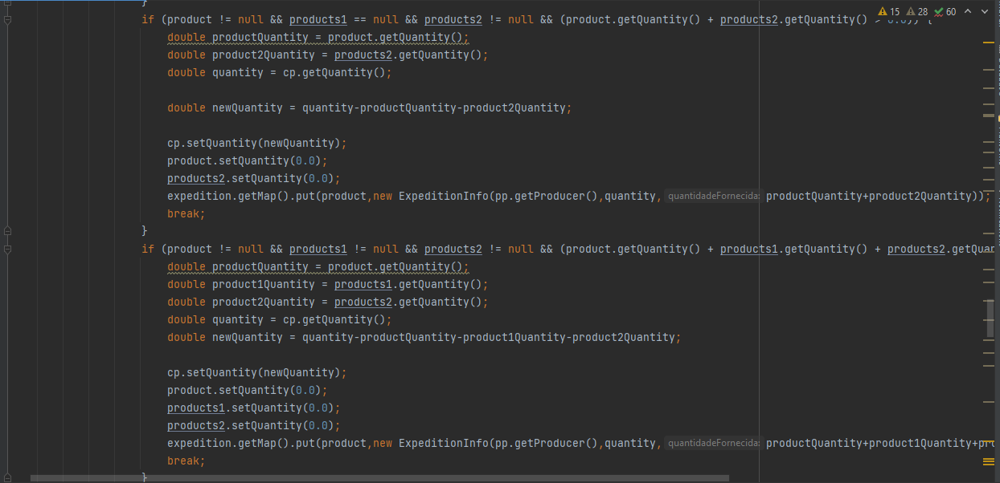 }
15 28 60
if (product != null && products1 == null && products2 != null && (product.getQuantity() + products2.getQuantity() > 0.0)) {
double productQuantity = product.getQuantity();
double product2Quantity = products2.getQuantity();
double quantity = cp.getQuantity();
double newQuantity = quantity-productQuantity-product2Quantity;
cp.setQuantity(newQuantity);
product.setQuantity(0.0);
products2.setQuantity(0.0);
expedition.getMap().put(product,new ExpeditionInfo(pp.getProducer(),quantity, quantidadeFornecida: productQuantity+product2Quantity));
break;
}
if (product != null && products1 != null && products2 != null && (product.getQuantity() + products1.getQuantity() + products2.getQuan
double productQuantity = product.getQuantity();
double product1Quantity = products1.getQuantity();
double product2Quantity = products2.getQuantity();
double quantity = cp.getQuantity();
double newQuantity = quantity-productQuantity-product1Quantity-product2Quantity;
cp.setQuantity(newQuantity);
product.setQuantity(0.0);
products1.setQuantity(0.0);
products2.setQuantity(0.0);
expedition.getMap().put(product,new ExpeditionInfo(pp.getProducer(),quantity, quantidadeFornecida: productQuantity+product1Quantity+pro
break;
}